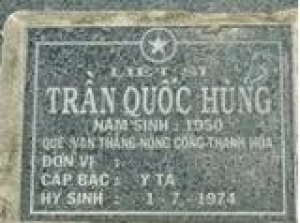 LIỆT SĨ
TRẦN QUỐC HÙNG
NĂM SINH : 1950
QUÊ VẠN THẮNG-NÔNG CỐNG-THANH HÓA
ĐƠN VỊ :
CẤP BẬC : Y TÁ
HY SINH : 1 . 7 . 1974